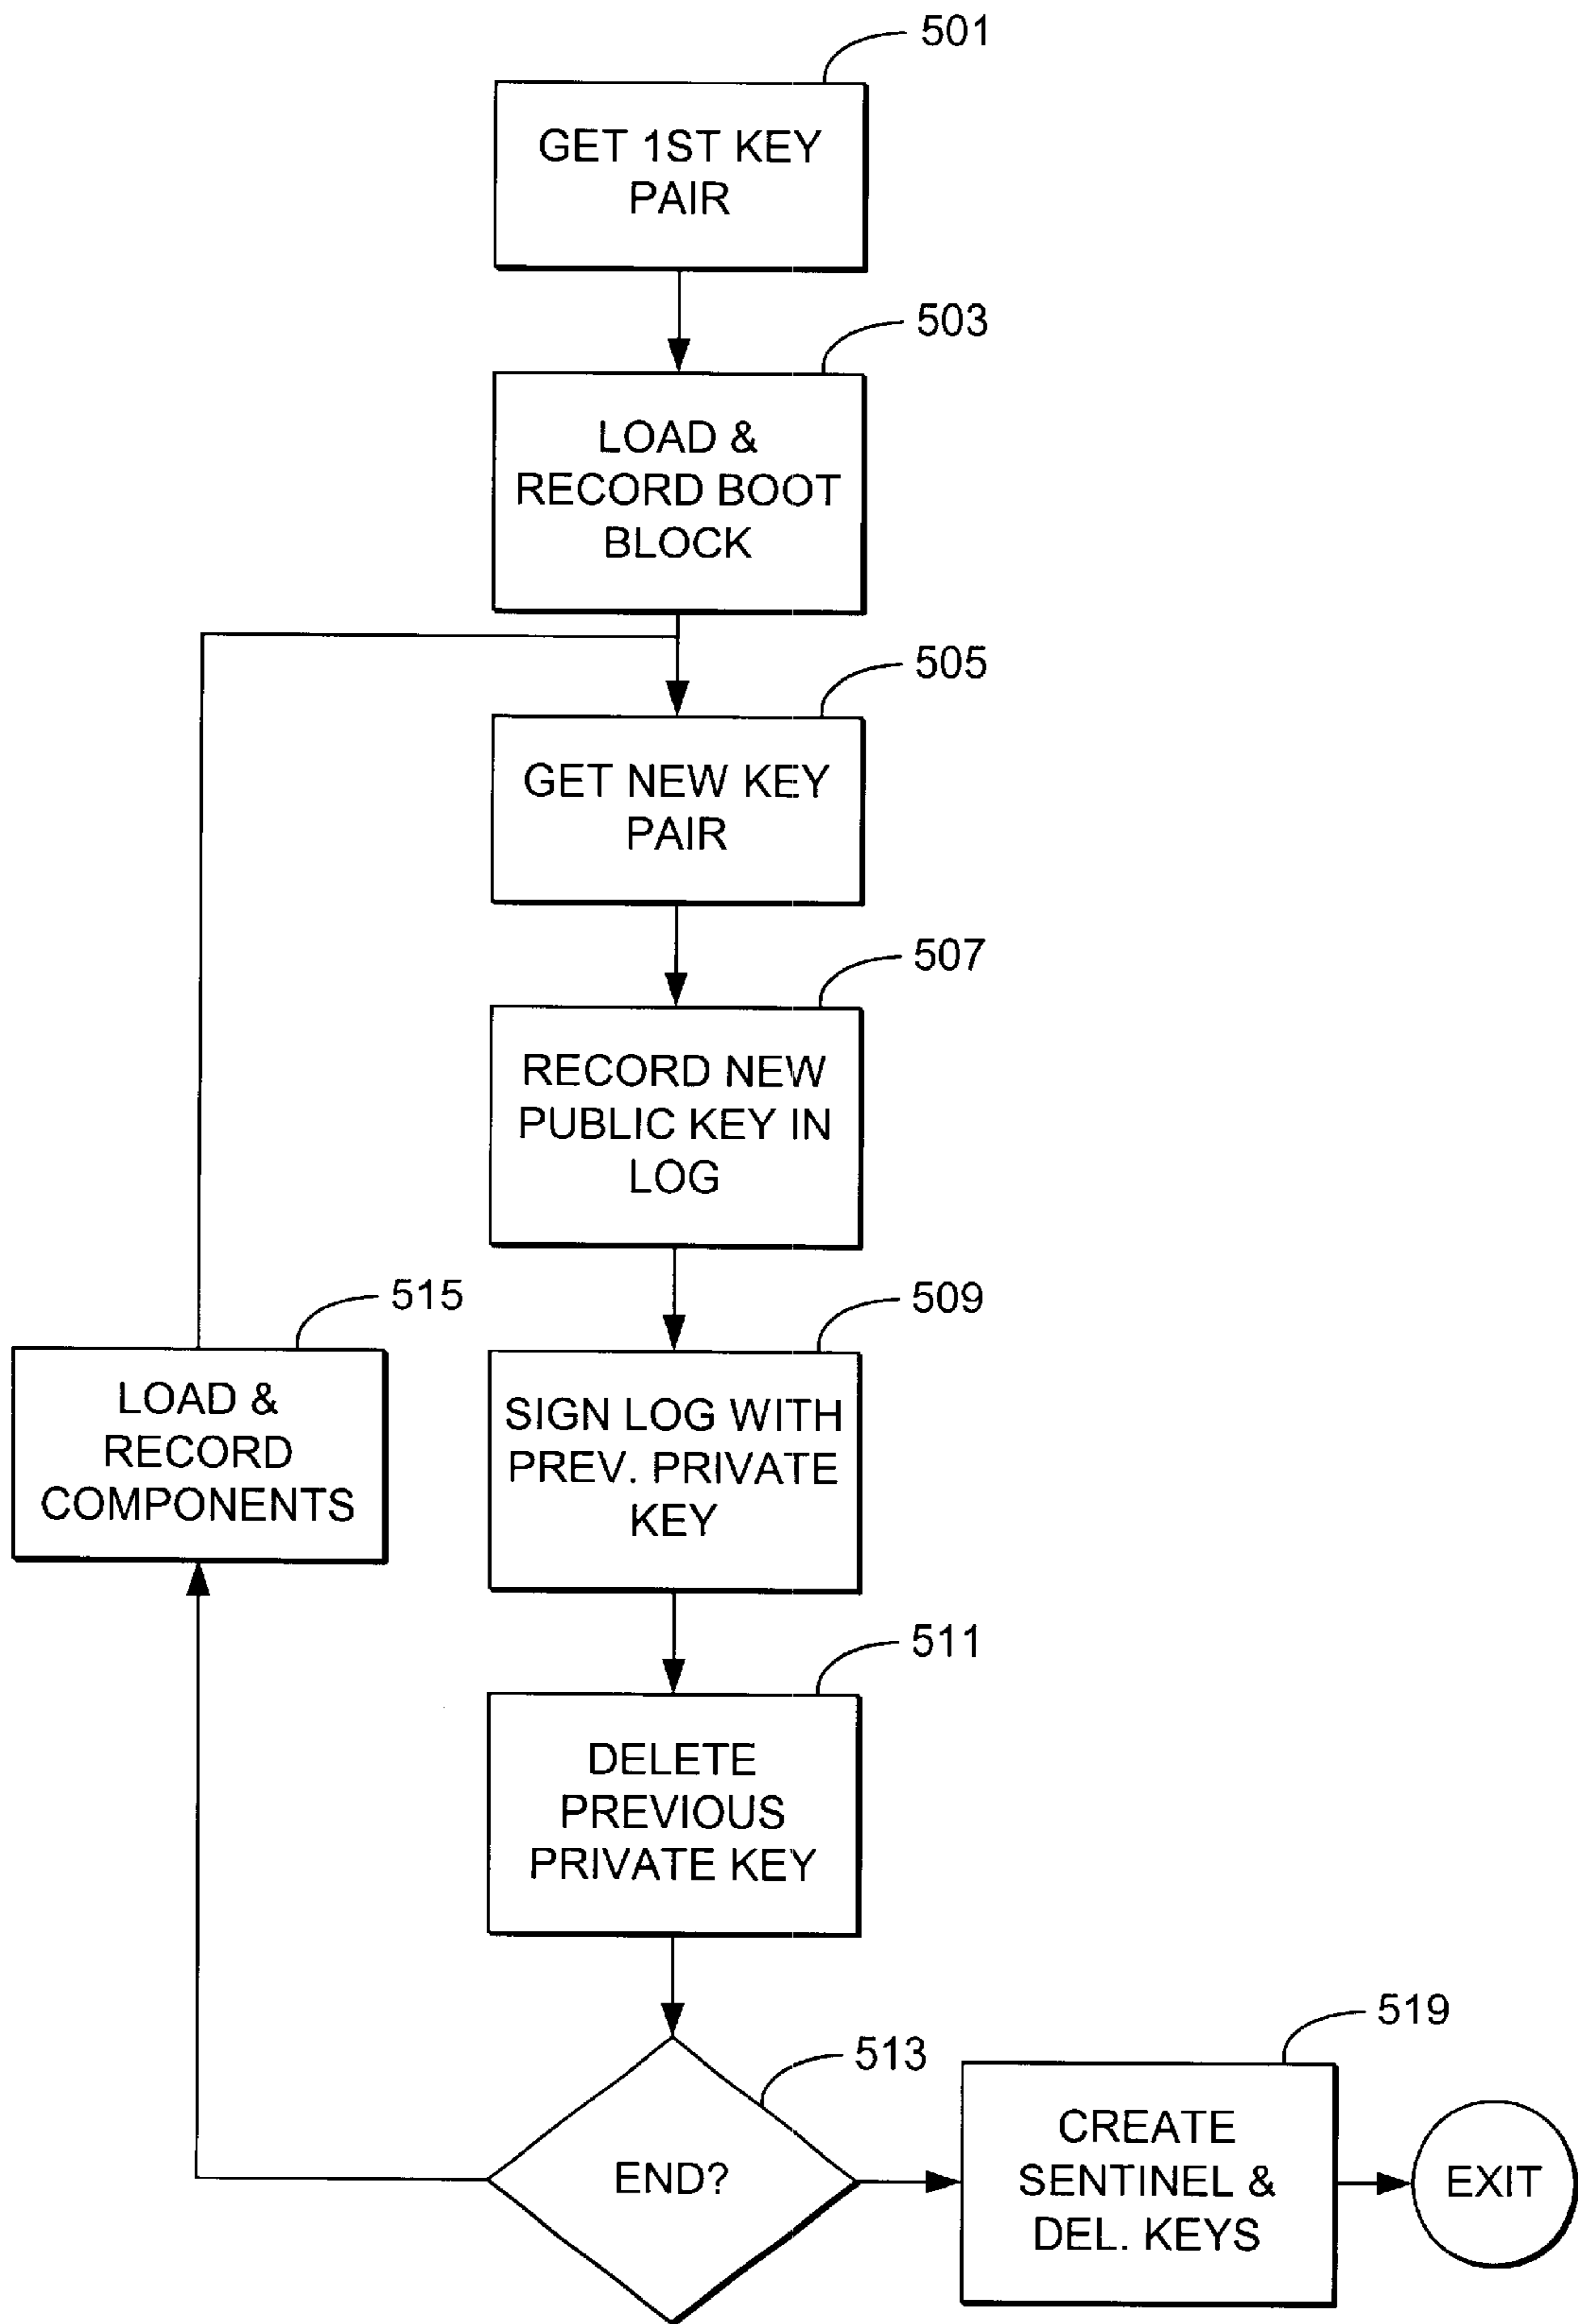 501
GET 1ST KEY
PAIR
503
LOAD &
RECORD BOOT
BLOCK
505
GET NEW KEY
PAIR
507
RECORD NEW
PUBLIC KEY IN
LOG
515
LOAD &
RECORD
COMPONENTS
509
SIGN LOG WITH
PREV. PRIVATE
KEY
511
DELETE
PREVIOUS
PRIVATE KEY
513
END?
519
CREATE
SENTINEL &
DEL. KEYS
EXIT